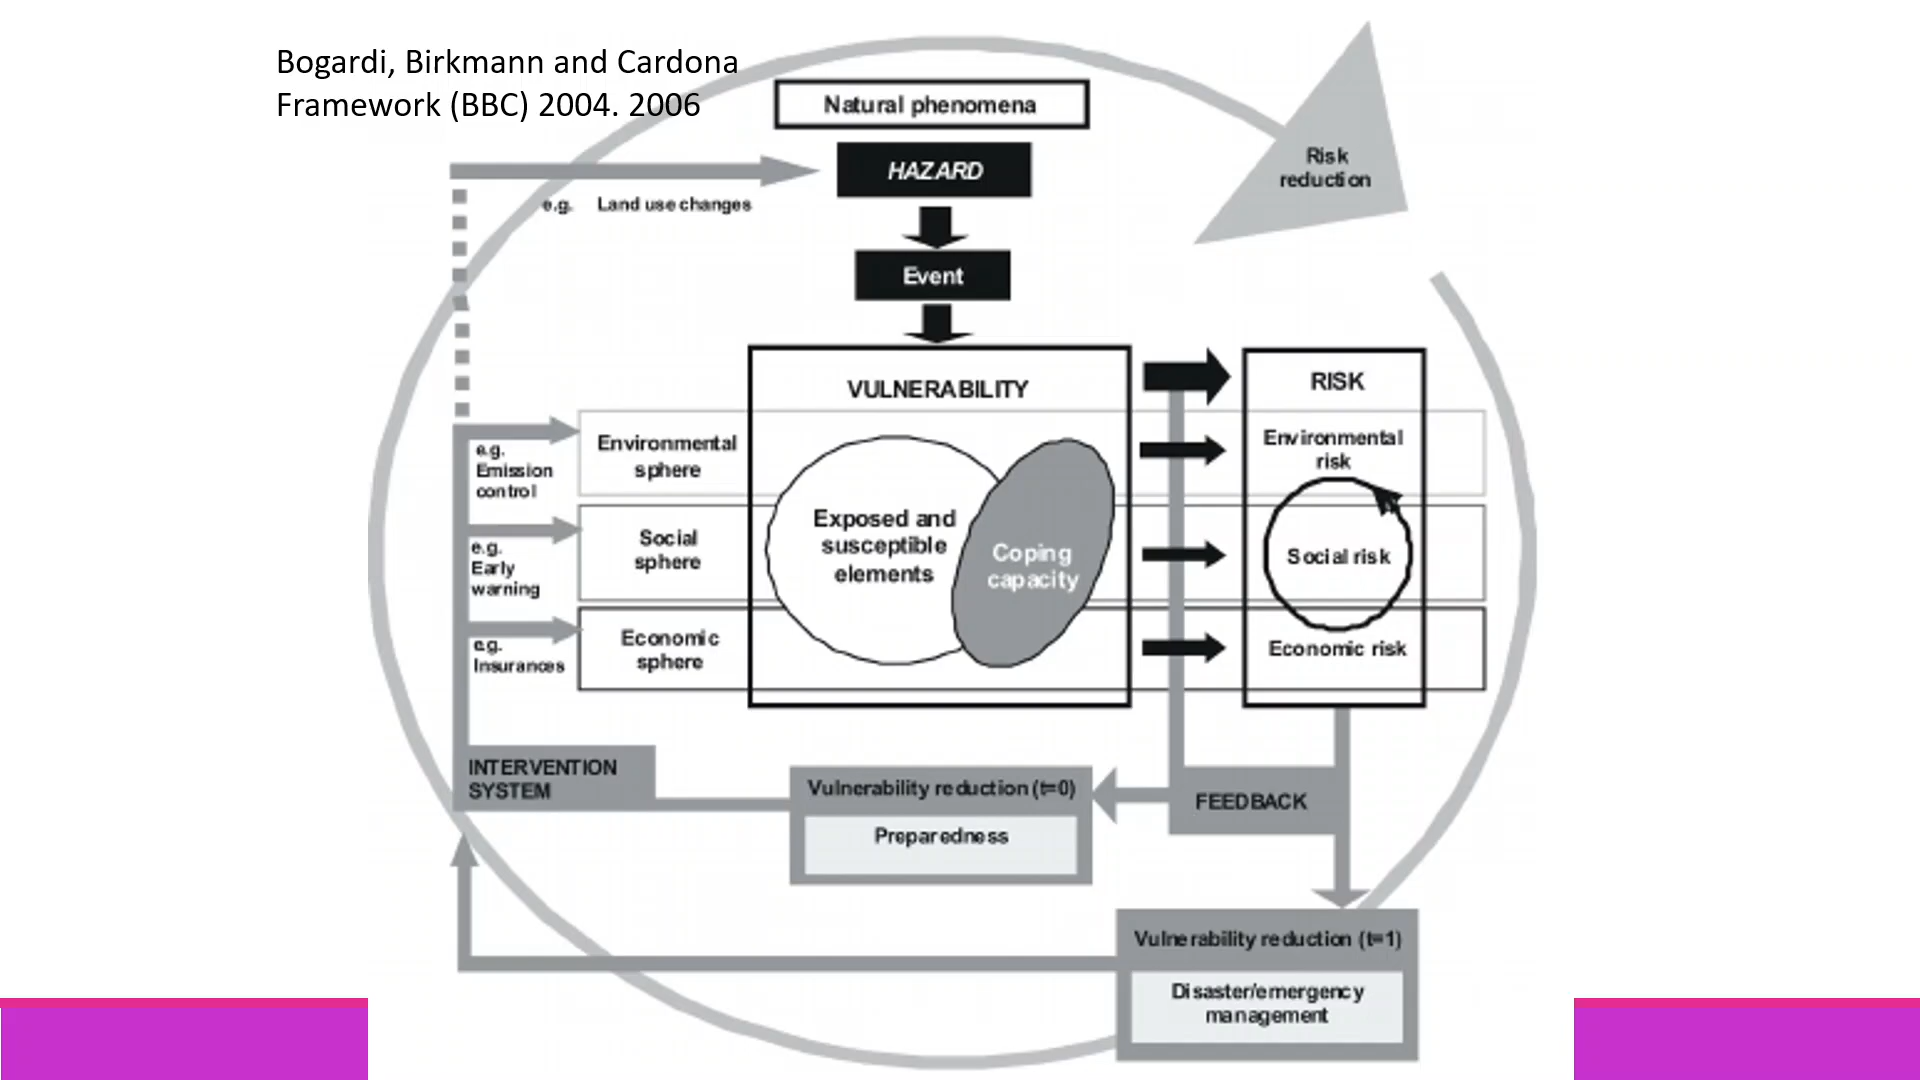 Bogardi, Birkmann and Cardona
Framework (BBC) 2004. 2006
Natural phenomena
HAZARD
Risk
reduction
e.g. Land use changes
Event
VULNERABILITY
RISK
e.g.
Emission
control
Environmental
sphere
Environmental
risk
Exposed and
susceptible
elements
Coping
capacity
e.g.
Early
warning
Social
sphere
Social risk
e.g.
Insurances
Economic
sphere
Economic risk
INTERVENTION
SYSTEM
Vulnerability reduction (t=0)
Preparedness
FEEDBACK
Vulnerability reduction (t=1)
Disaster/emergency
management